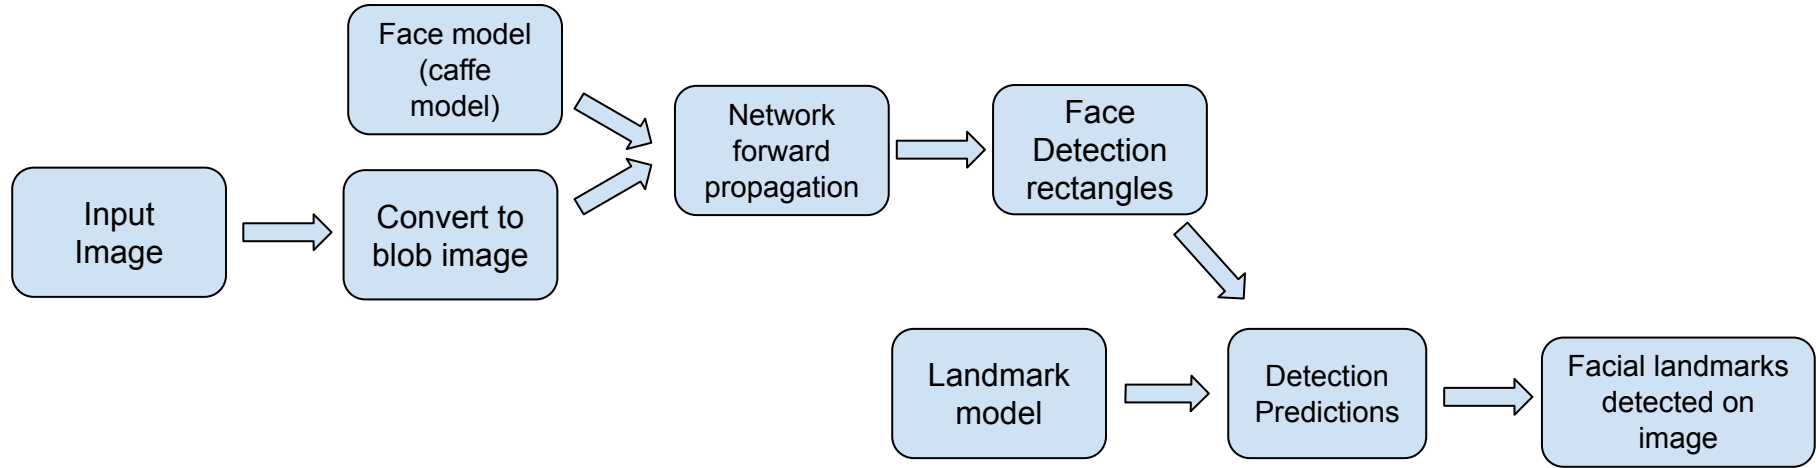 Face model
(caffe
model)
Input
Image
Convert to
blob image
Network
forward
propagation
Face
Detection
rectangles
Landmark
model
Detection
Predictions
Facial landmarks
detected on
image